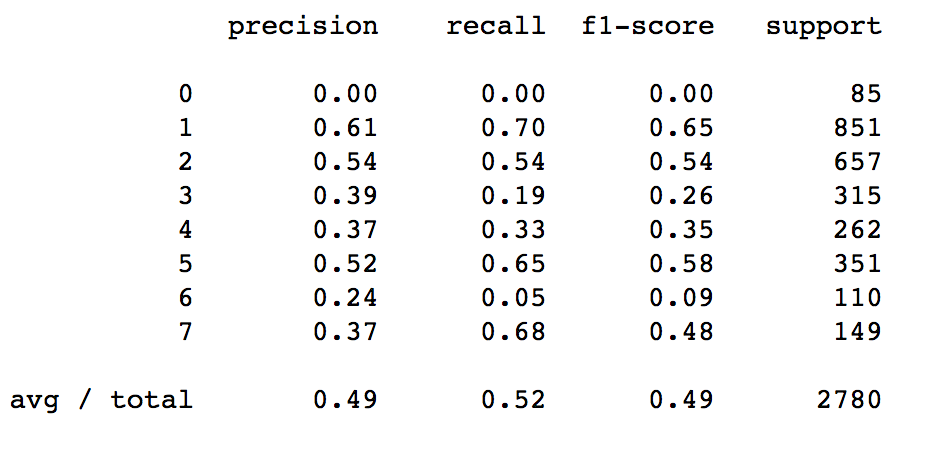 precision recall f1-score support
0 0.00 0.00 0.00 85
1 0.61 0.70 0.65 851
2 0.54 0.54 0.54 657
3 0.39 0.19 0.26 315
4 0.37 0.33 0.35 262
5 0.52 0.65 0.58 351
6 0.24 0.05 0.09 110
7 0.37 0.68 0.48 149
avg / total 0.49 0.52 0.49 2780